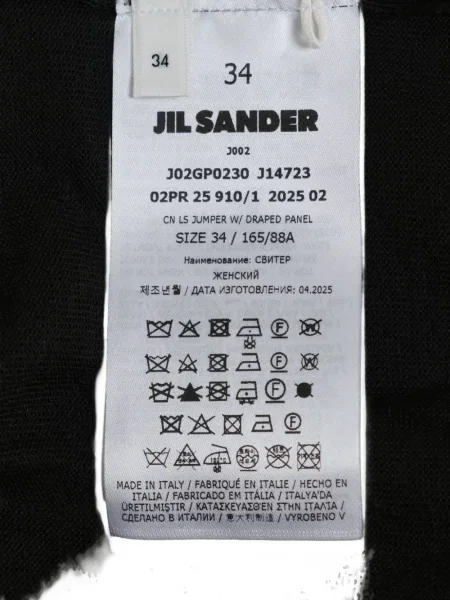 34
34
JIL SANDER
J002
J02GP0230 J14723
02PR 25 910/1 2025 02
CN LS JUMPER W/ DRAPED PANEL
SIZE 34 / 165/88A
Наименование: СВИТЕР
ЖЕНСКИЙ
제조년월 / ДАТА ИЗГОТОВЛЕНИЯ: 04.2025
F W
F
F
F
MADE IN ITALY / FABRIQUÉ EN ITALIE / HECHO EN
ITALIA / FABRICADO EM ITÁLIA / ITALYA'DA
ÜRETILMIŞTIR / ΚΑΤΑΣΚΕΥΑΣΘΕΝ ΣΤΗΝ ΙΤΑΛΙΑ /
СДЕЛАНО В ИТАЛИИ / 意大利制造 / VYROBENO V